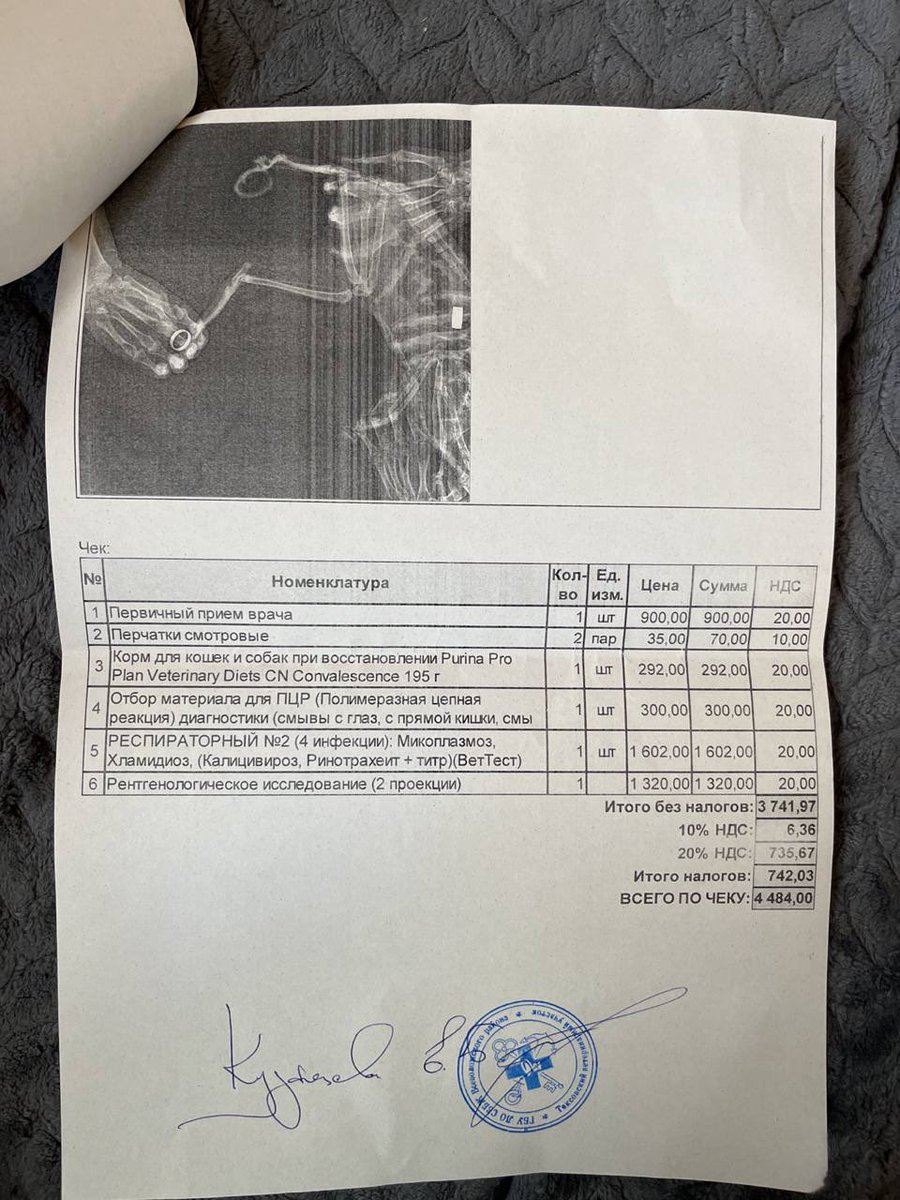 Чек:
№ Номенклатура Кол-во Ед. изм. Цена Сумма НДС
1 Первичный прием врача 1 шт 900,00 900,00 20,00
2 Перчатки смотровые 2 пар 35,00 70,00 10,00
3 Корм для кошек и собак при восстановлении Purina Pro
Plan Veterinary Diets CN Convalescence 195 г 1 шт 292,00 292,00 20,00
4 Отбор материала для ПЦР (Полимеразная цепная
реакция) диагностики (смывы с глаз, с прямой кишки, смы 1 шт 300,00 300,00 20,00
5 РЕСПИРАТОРНЫЙ №2 (4 инфекции): Микоплазмоз,
Хламидиоз, (Калицивироз, Ринотрахеит + титр)(ВетТест) 1 шт 1 602,00 1 602,00 20,00
6 Рентгенологическое исследование (2 проекции) 1 1 320,00 1 320,00 20,00
Итого без налогов: 3 741,97
10% НДС: 6,36
20% НДС: 735,67
Итого налогов: 742,03
ВСЕГО ПО ЧЕКУ: 4 484,00
ГБУ ЛО СББЖ Всеволожского района
ветеринарный участок